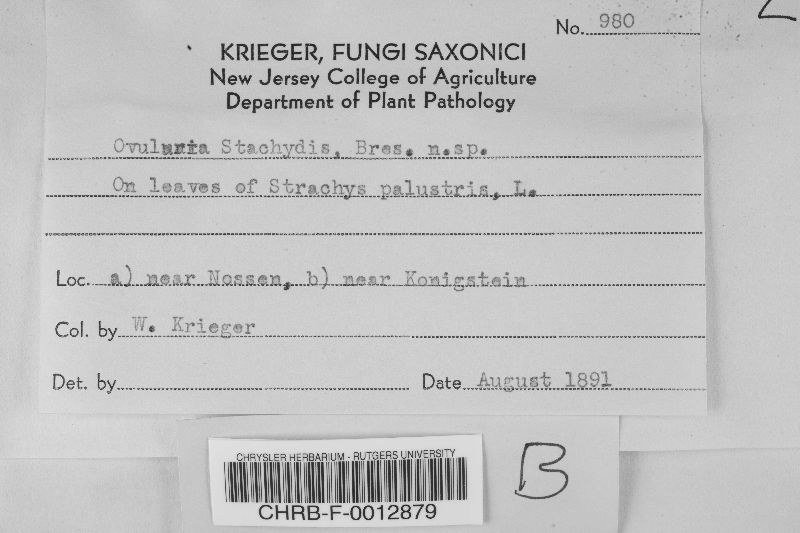 No. 980
KRIEGER, FUNGI SAXONICI
New Jersey College of Agriculture
Department of Plant Pathology
Ovularia Stachydis, Bres. n.sp.
On leaves of Strachys palustris, L.
Loc. a) near Nossen, b) near Konigstein
Col. by W. Krieger
Det. by
Date August 1891
CHRYSLER HERBARIUM - RUTGERS UNIVERSITY
CHRB-F-0012879
B